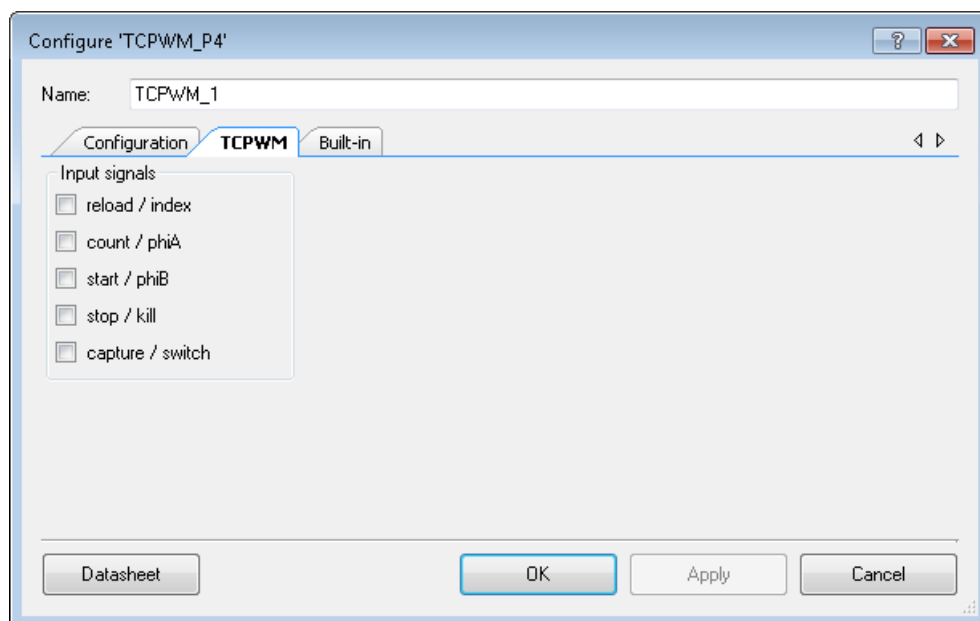 Configure 'TCPWM_P4'
Name: TCPWM_1
Configuration TCPWM Built-in
Input signals
reload / index
count / phiA
start / phiB
stop / kill
capture / switch
Datasheet OK Apply Cancel